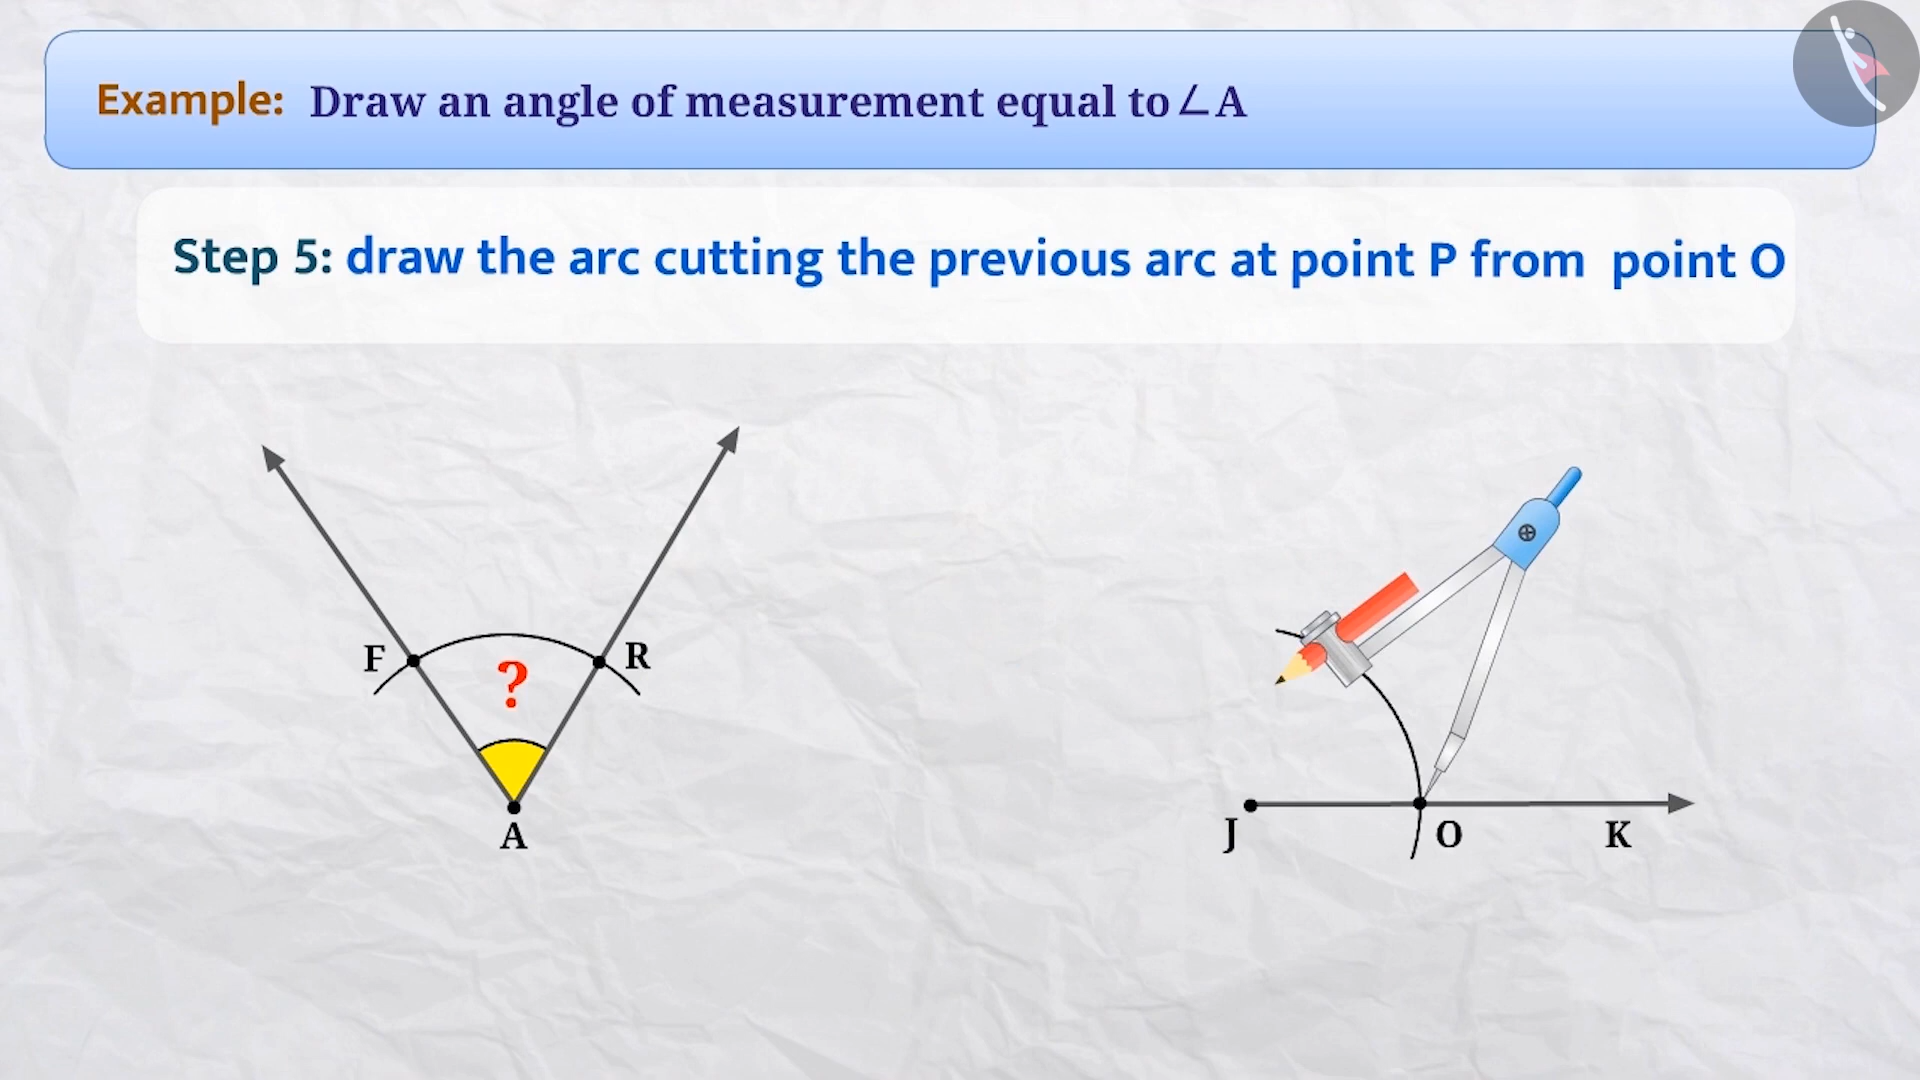 Example: Draw an angle of measurement equal to ∠A
Step 5: draw the arc cutting the previous arc at point P from point O
F
?
R
A
J
O
K